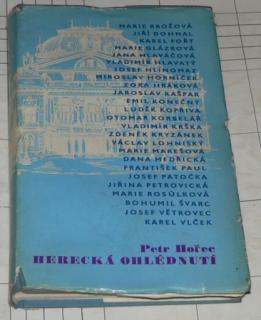 MARIE BROŽOVÁ
JIŘÍ DOHNAL
KAREL FOŘT
MARIE GLÁZROVÁ
JANA HLAVÁČOVÁ
VLADIMÍR HLAVATÝ
JOSEF HLINOMAZ
MIROSLAV HORNÍČEK
ZORA JIRÁKOVÁ
JAROSLAV KAŠPAR
EMIL KONEČNÝ
LUDĚK KOPŘIVA
OTOMAR KORBELÁŘ
VLADIMÍR KRŠKA
ZDENĚK KRYZÁNEK
VÁCLAV LOHNISKÝ
MARIE MAREŠOVÁ
DANA MEDŘICKÁ
FRANTIŠEK PAUL
JOSEF PATOČKA
JIŘINA PETROVICKÁ
MARIE ROSŮLKOVÁ
BOHUMIL ŠVARC
JOSEF VĚTROVEC
KAREL VLČEK
Petr Hořec
HERECKÁ OHLÉDNUTÍ